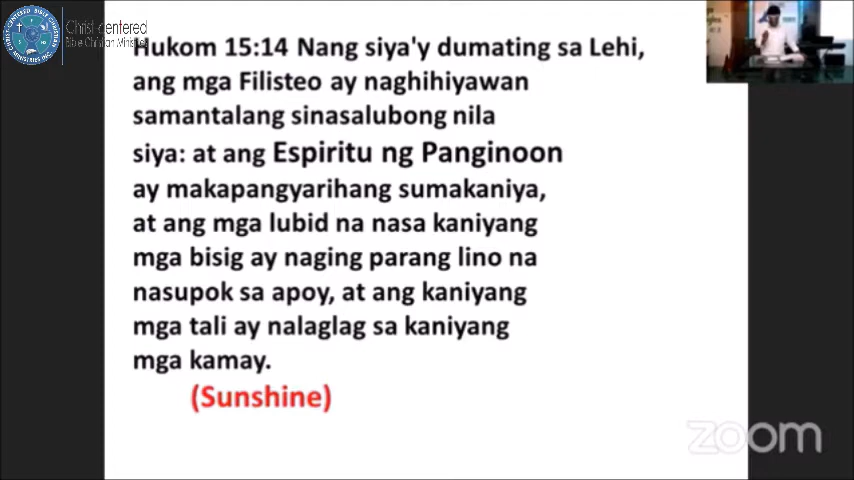 Christ-Centered
Bible Christian Ministries
Hukom 15:14 Nang siya'y dumating sa Lehi,
ang mga Filisteo ay naghihiyawan
samantalang sinasalubong nila
siya: at ang Espiritu ng Panginoon
ay makapangyarihang sumakaniya,
at ang mga lubid na nasa kaniyang
mga bisig ay naging parang lino na
nasupok sa apoy, at ang kaniyang
mga tali ay nalaglag sa kaniyang
mga kamay.
(Sunshine)
zoom